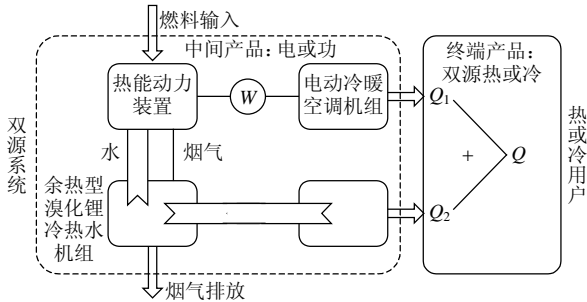 燃料输入
中间产品：电或功
热能动力
装置
W
电动冷暖
空调机组
终端产品：
双源热或冷
Q1
+
Q
Q2
双源系统
热或冷用户
水
烟气
余热型
溴化锂
冷热水
机组
烟气排放